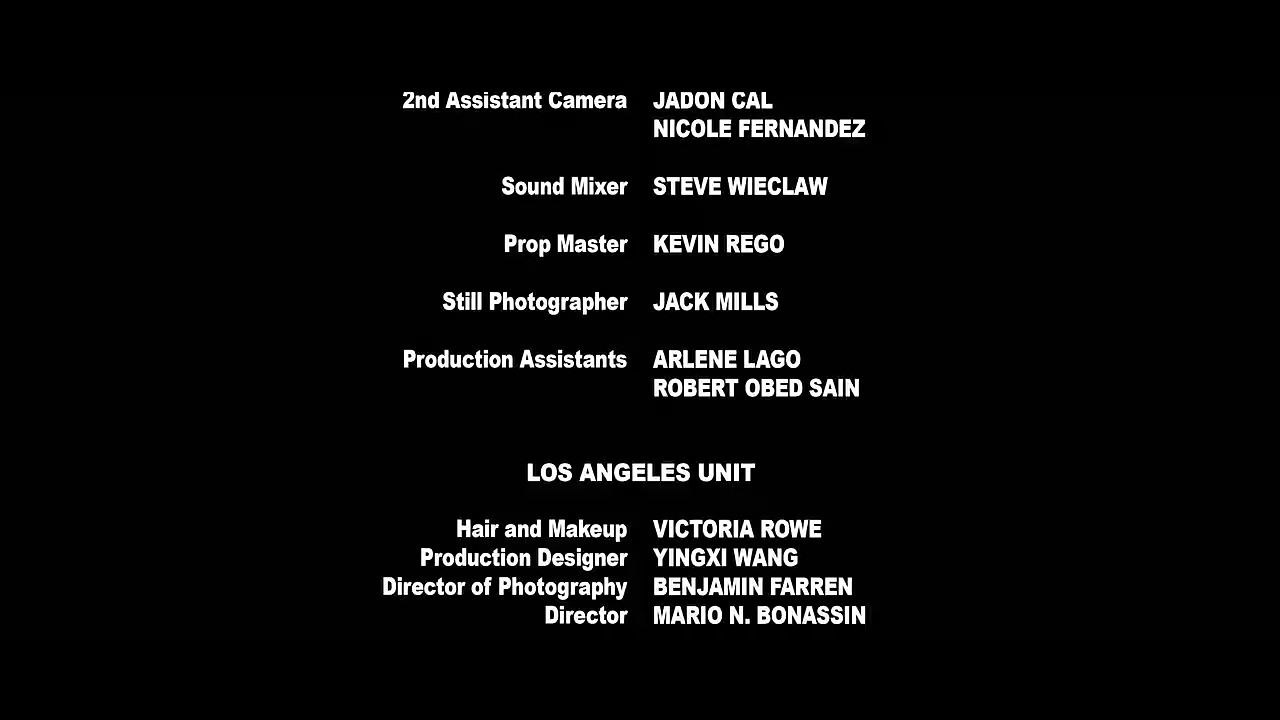 2nd Assistant Camera JADON CAL
NICOLE FERNANDEZ
Sound Mixer STEVE WIECLAW
Prop Master KEVIN REGO
Still Photographer JACK MILLS
Production Assistants ARLENE LAGO
ROBERT OBED SAIN
LOS ANGELES UNIT
Hair and Makeup VICTORIA ROWE
Production Designer YINGXI WANG
Director of Photography BENJAMIN FARREN
Director MARIO N. BONASSIN